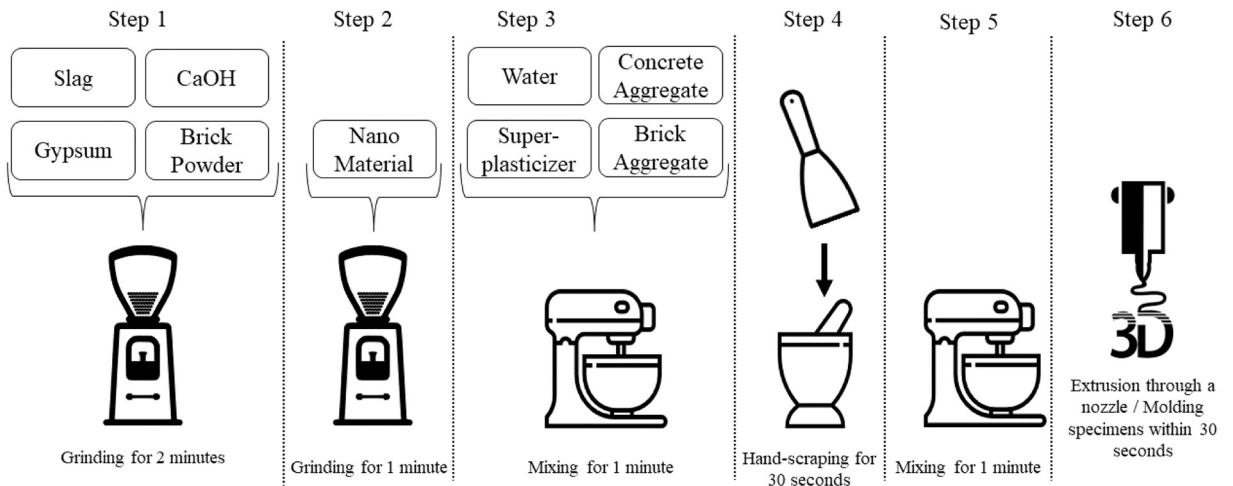 Step 1
Slag
CaOH
Gypsum
Brick
Powder
Grinding for 2 minutes
Step 2
Nano
Material
Grinding for 1 minute
Step 3
Water
Concrete
Aggregate
Super-
plasticizer
Brick
Aggregate
Mixing for 1 minute
Step 4
Hand-scraping for
30 seconds
Step 5
Mixing for 1 minute
Step 6
3D
Extrusion through a
nozzle / Molding
specimens within 30
seconds